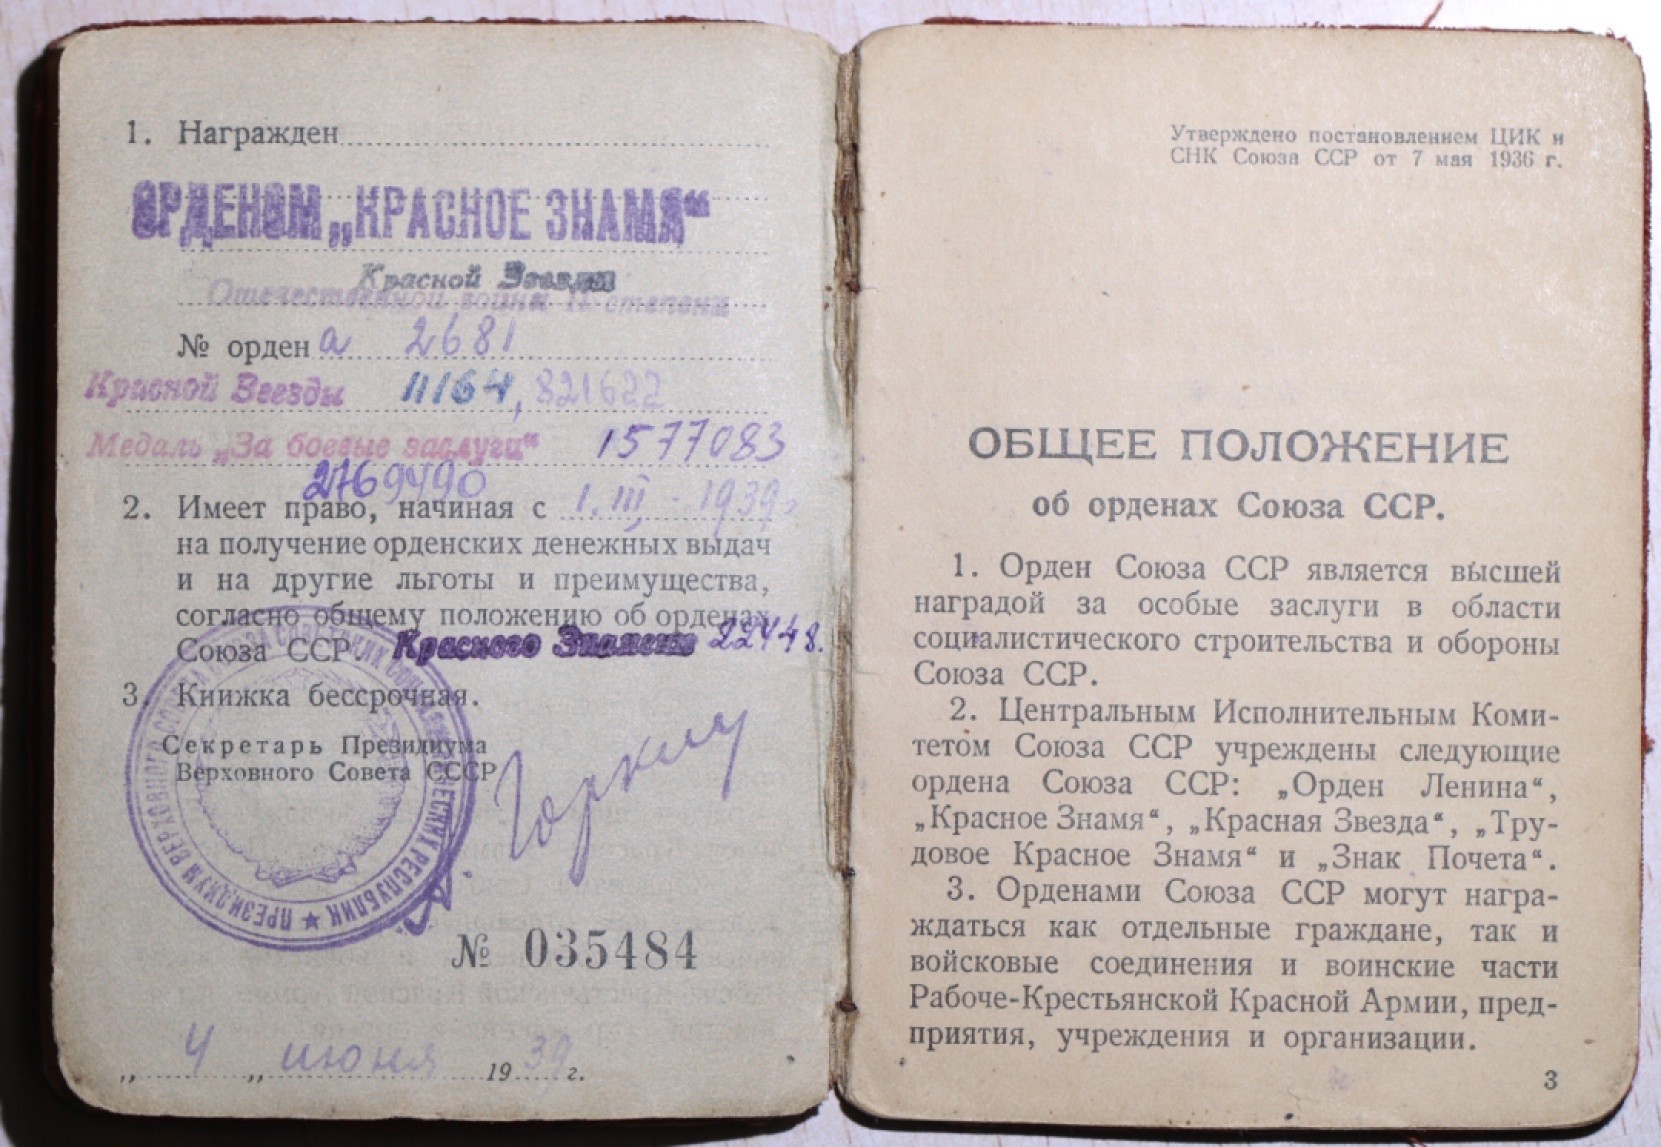 1. Награжден
ОРДЕНОМ „КРАСНОЕ ЗНАМЯ“
Красной Звезды
Отечественной войны II степени
№ ордена 2681
Красной Звезды 11164, 821622
Медаль „За боевые заслуги“ 1577083
2769490
2. Имеет право, начиная с 1. III - 1939
на получение орденских денежных выдач
и на другие льготы и преимущества,
согласно общему положению об орденах
Союза ССР. Красного Знамени 22448.
3. Книжка бессрочная.
Секретарь Президиума
Верховного Совета СССР
Горкин
№ 035484
„ 4 „ июня 1939 г.
ПРЕЗИДИУМ ВЕРХОВНОГО СОВЕТА СОЮЗА СОВЕТСКИХ СОЦИАЛИСТИЧЕСКИХ РЕСПУБЛИК
Утверждено постановлением ЦИК и
СНК Союза ССР от 7 мая 1936 г.
ОБЩЕЕ ПОЛОЖЕНИЕ
об орденах Союза ССР.
1. Орден Союза ССР является высшей
наградой за особые заслуги в области
социалистического строительства и обороны
Союза ССР.
2. Центральным Исполнительным Коми-
тетом Союза ССР учреждены следующие
ордена Союза ССР: „Орден Ленина“,
„Красное Знамя“, „Красная Звезда“, „Тру-
довое Красное Знамя“ и „Знак Почета“.
3. Орденами Союза ССР могут награ-
ждаться как отдельные граждане, так и
войсковые соединения и воинские части
Рабоче-Крестьянской Красной Армии, пред-
приятия, учреждения и организации.
3